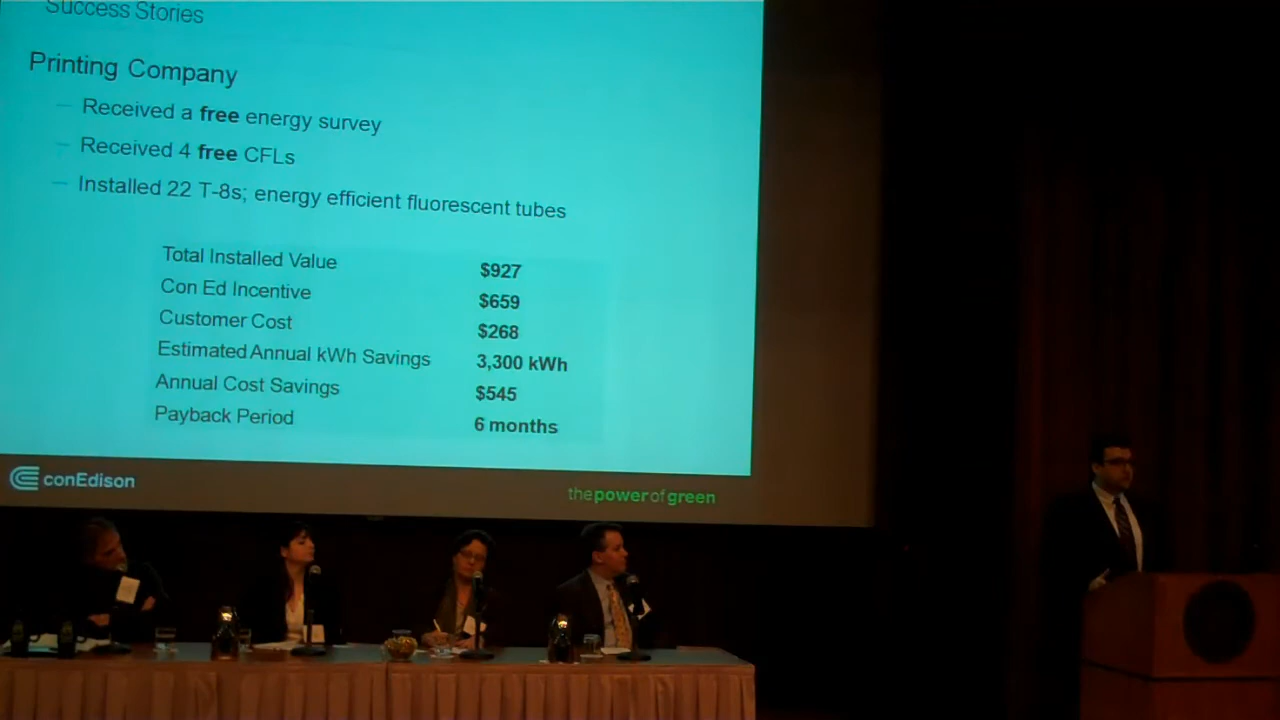 Success Stories
Printing Company
– Received a free energy survey
– Received 4 free CFLs
– Installed 22 T-8s; energy efficient fluorescent tubes
Total Installed Value $927
Con Ed Incentive $659
Customer Cost $268
Estimated Annual kWh Savings 3,300 kWh
Annual Cost Savings $545
Payback Period 6 months
conEdison
thepowerofgreen